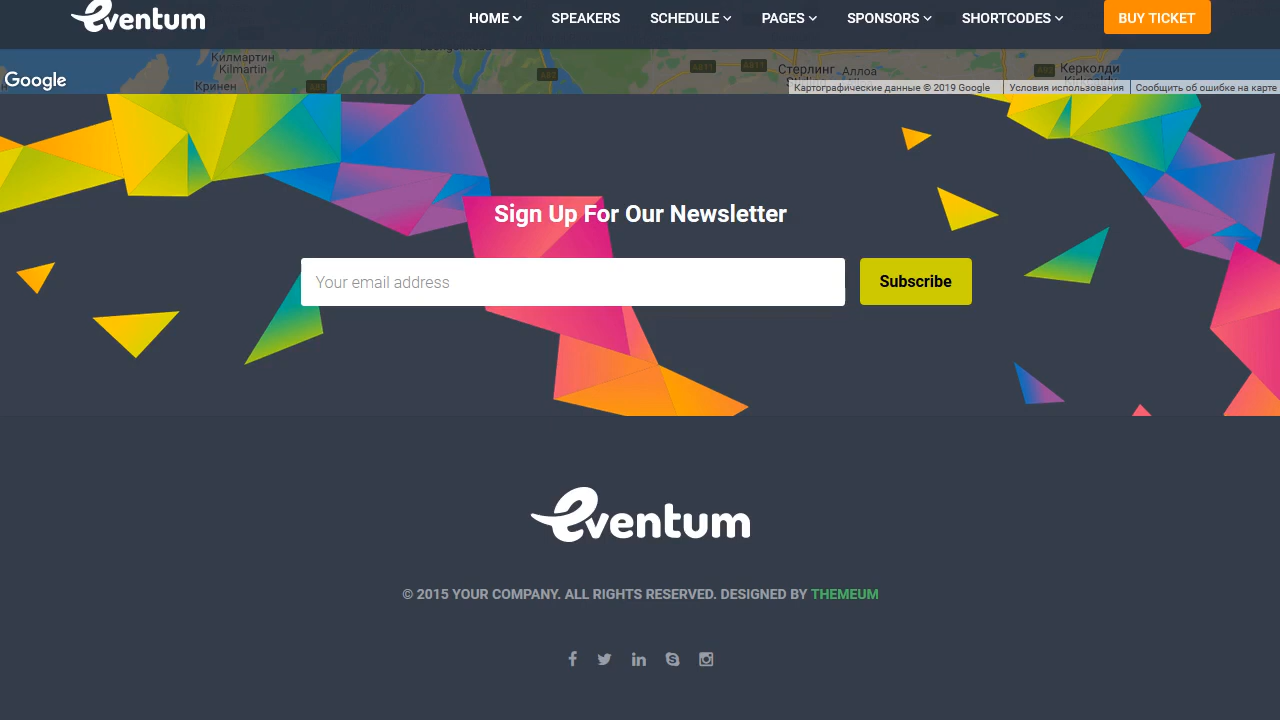 eventum
HOME SPEAKERS SCHEDULE PAGES SPONSORS SHORTCODES BUY TICKET
Килмартин
Kilmartin
Кринен
Стерлинг Аллоа
Керколди
Google
Картографические данные © 2019 Google Условия использования Сообщить об ошибке на карте
Sign Up For Our Newsletter
Your email address
Subscribe
eventum
© 2015 YOUR COMPANY. ALL RIGHTS RESERVED. DESIGNED BY THEMEUM